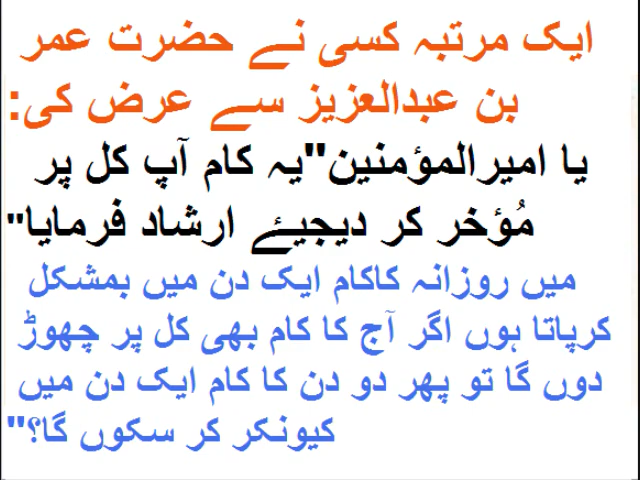 ایک مرتبہ کسی نے حضرت عمر
بن عبدالعزیز سے عرض کی:
یا امیرالمؤمنین"یہ کام آپ کل پر
مُؤخر کر دیجیئے ارشاد فرمایا"
میں روزانہ کاکام ایک دن میں بمشکل
کرپاتا ہوں اگر آج کا کام بھی کل پر چھوڑ
دوں گا تو پھر دو دن کا کام ایک دن میں
کیونکر کر سکوں گا؟"